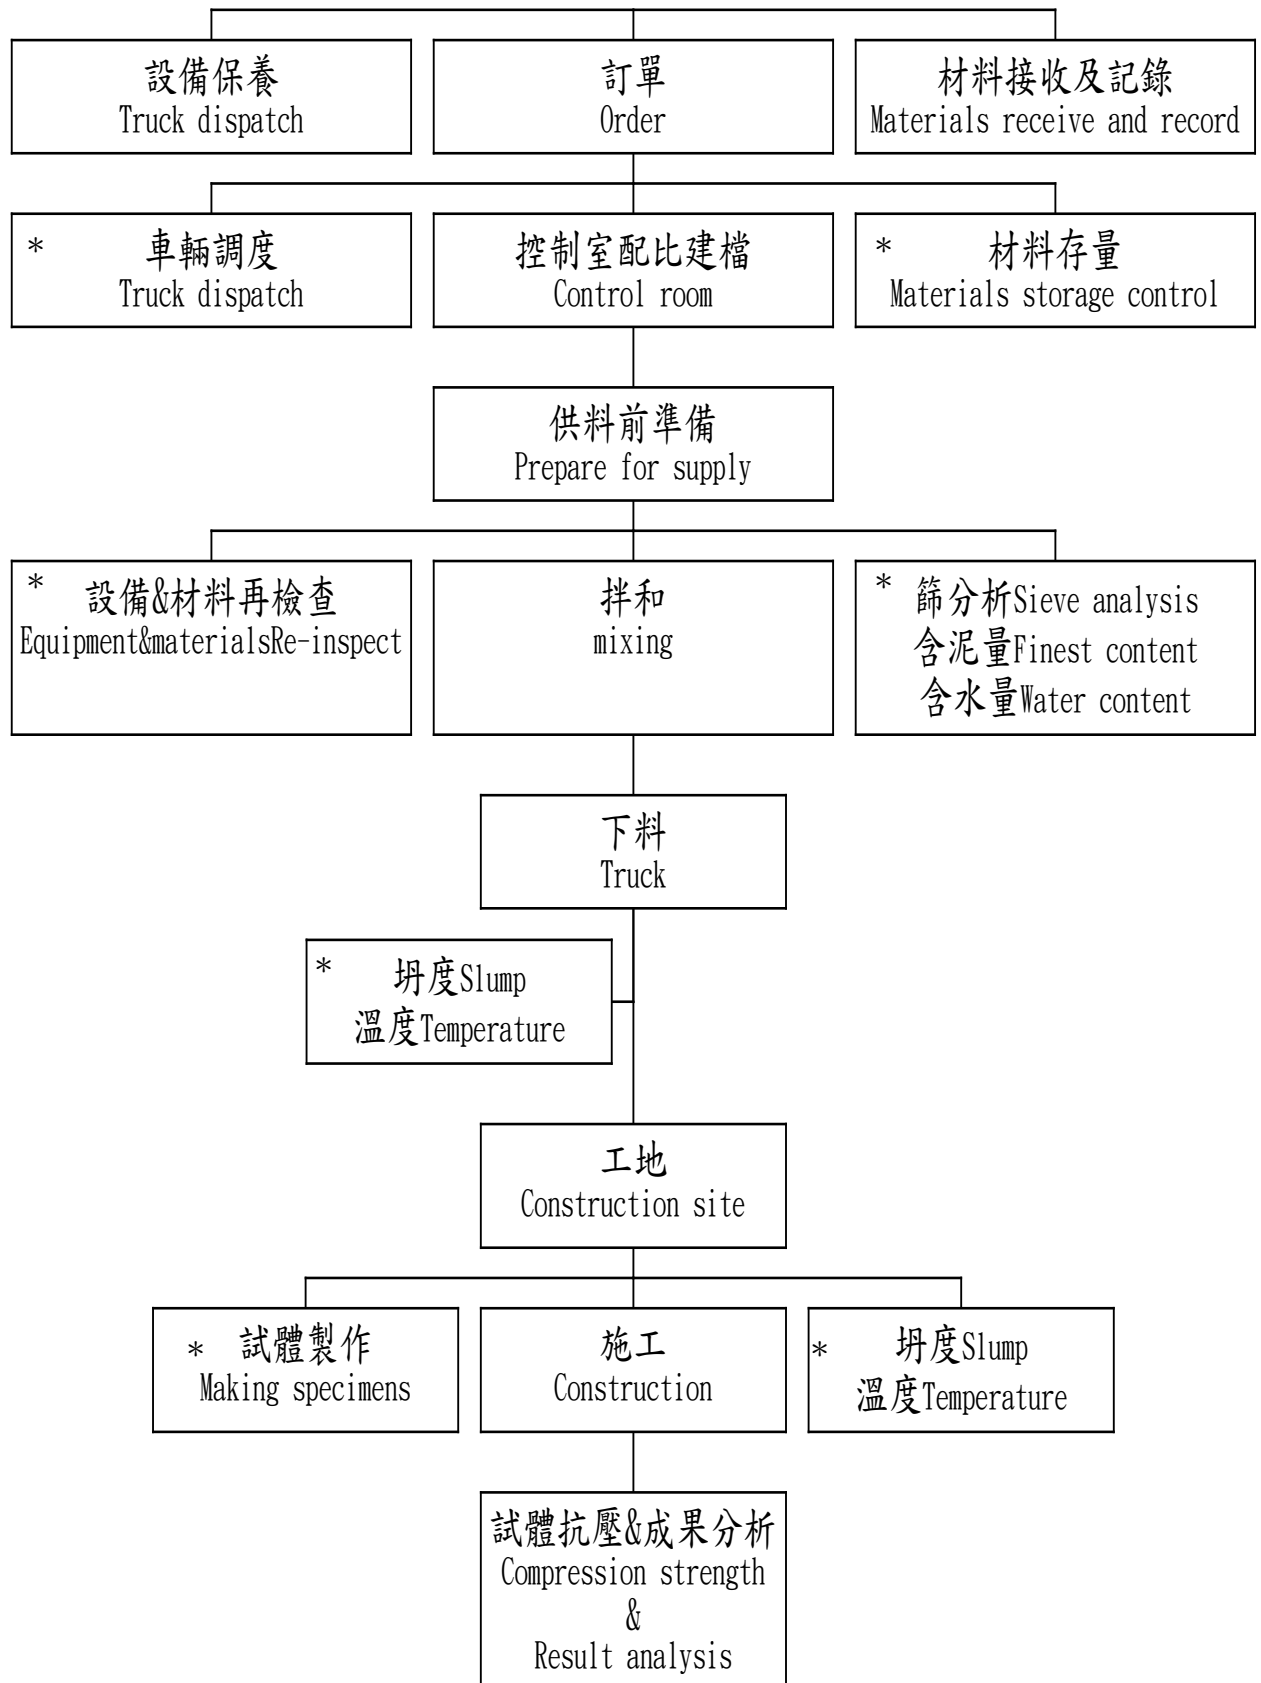 設備保養
Truck dispatch
訂單
Order
材料接收及記錄
Materials receive and record
* 車輛調度
Truck dispatch
控制室配比建檔
Control room
* 材料存量
Materials storage control
供料前準備
Prepare for supply
* 設備&材料再檢查
Equipment&materialsRe-inspect
拌和
mixing
* 篩分析Sieve analysis
含泥量Finest content
含水量Water content
下料
Truck
* 坍度Slump
溫度Temperature
工地
Construction site
* 試體製作
Making specimens
施工
Construction
* 坍度Slump
溫度Temperature
試體抗壓&成果分析
Compression strength
&
Result analysis